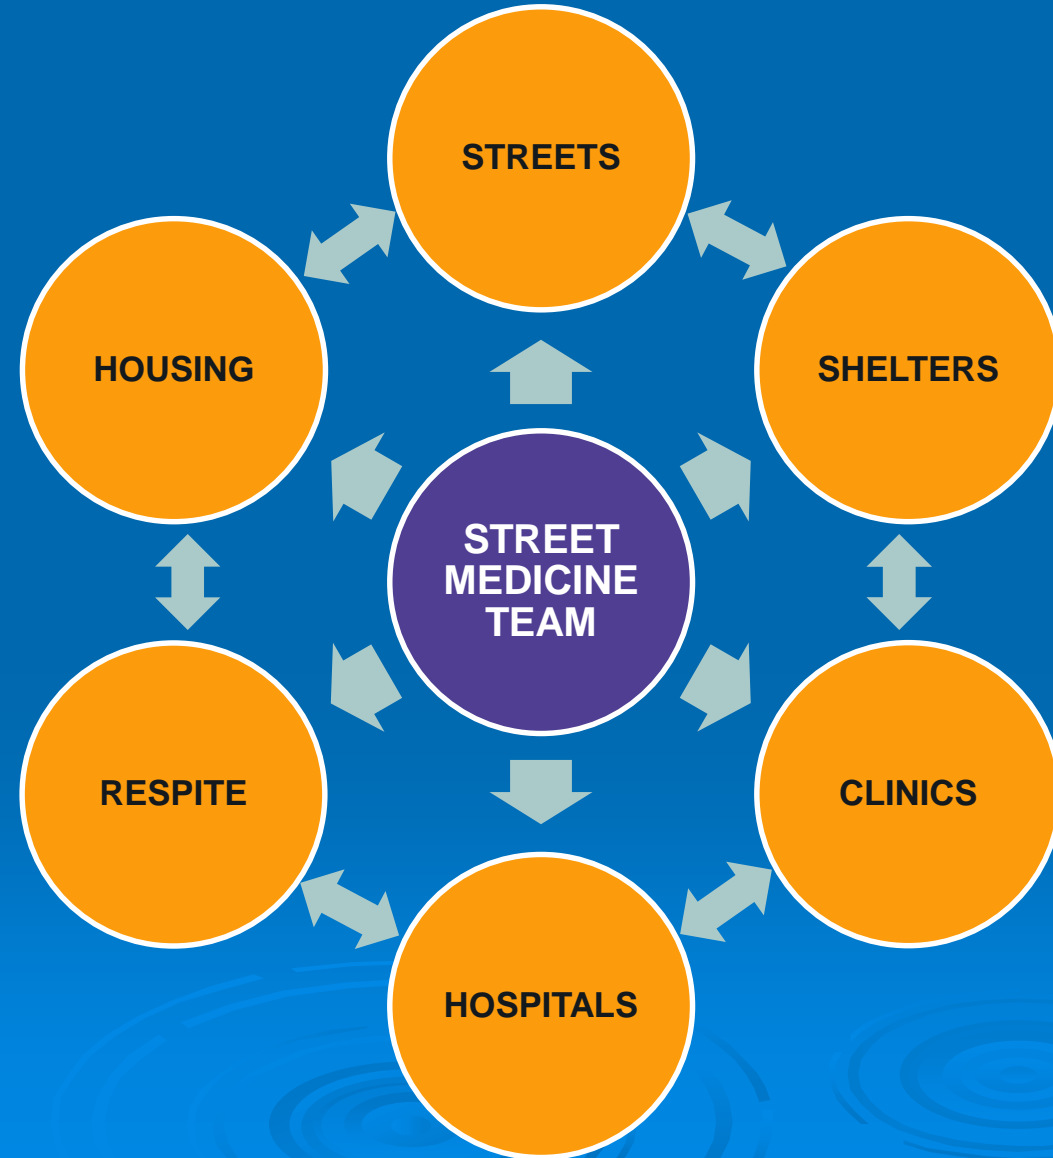 STREETS
HOUSING
SHELTERS
STREET
MEDICINE
TEAM
RESPITE
CLINICS
HOSPITALS